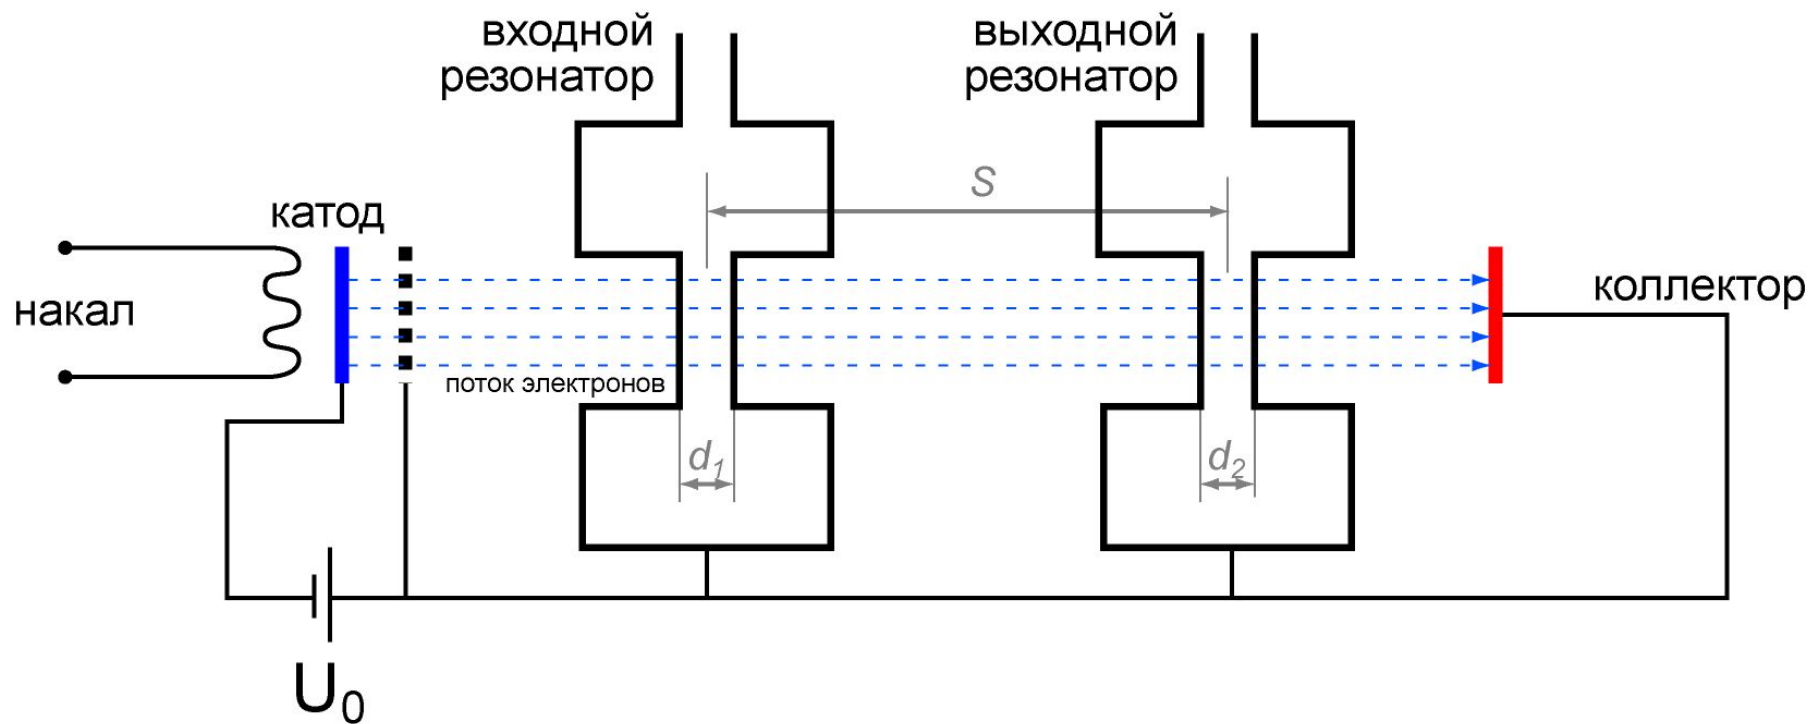 входной
резонатор
выходной
резонатор
S
катод
накал
коллектор
поток электронов
d₁
d₂
U₀